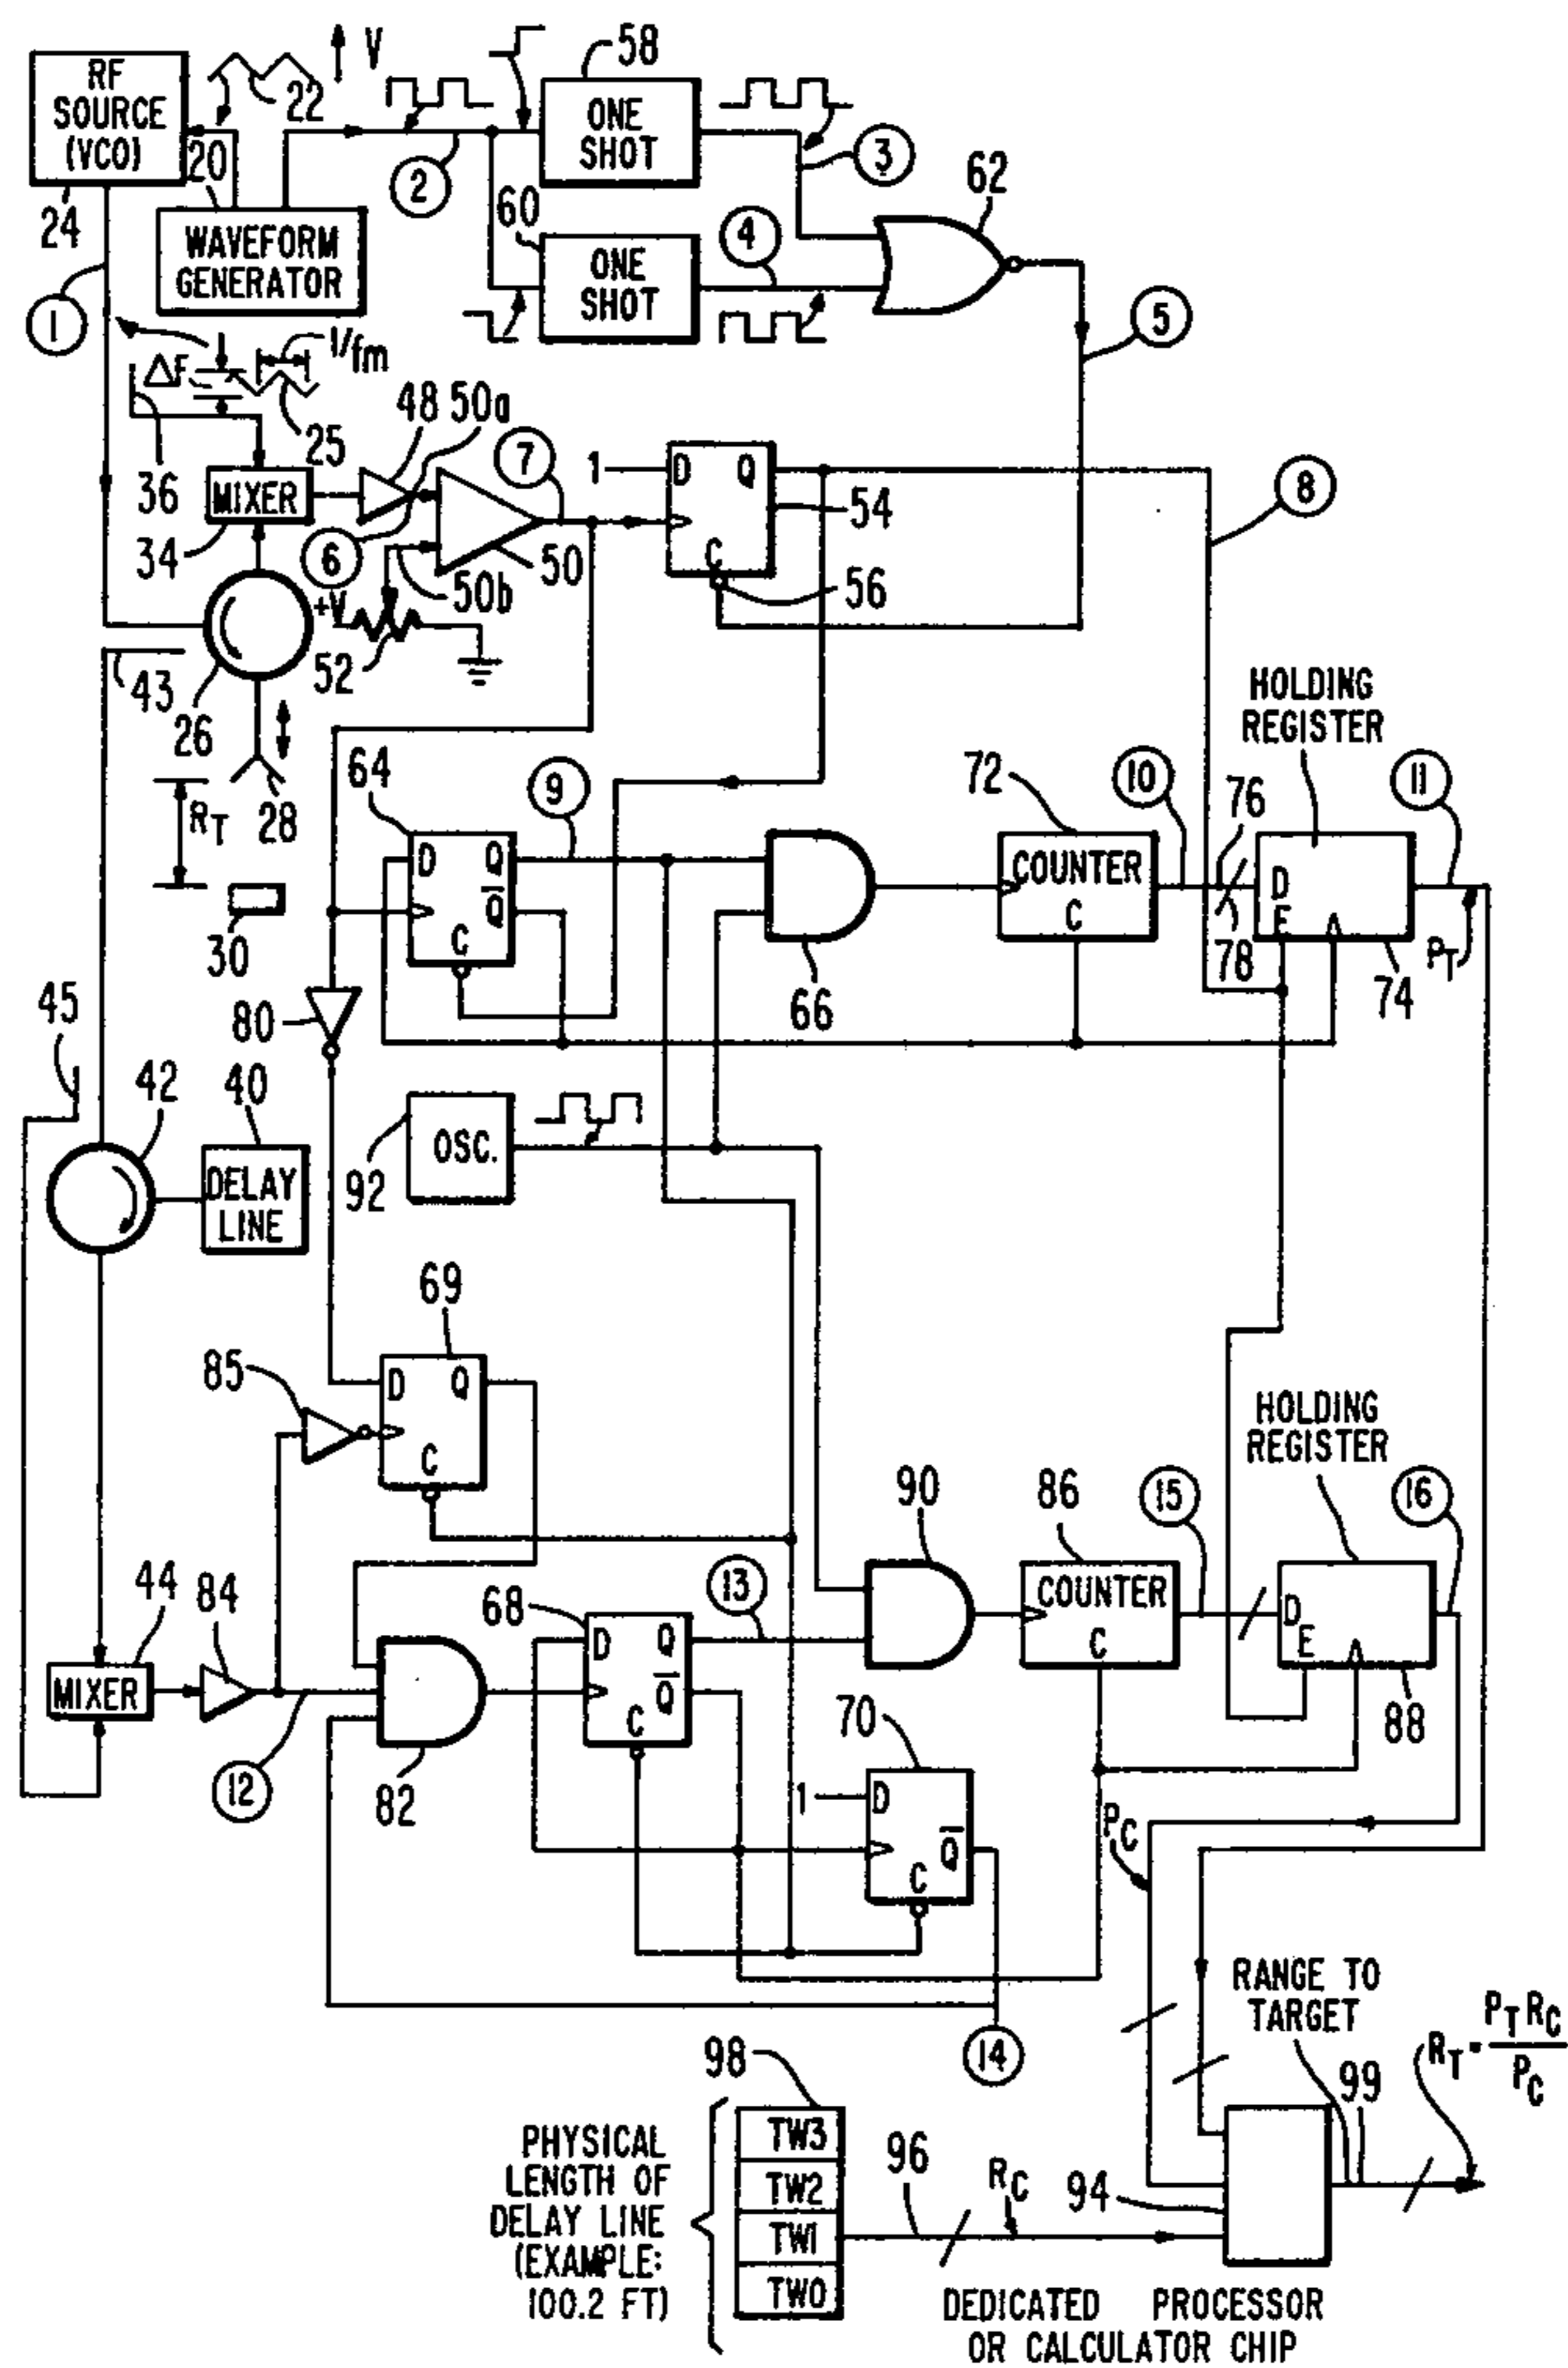 RF
SOURCE
(VCO)
24
22
V
20
WAVEFORM
GENERATOR
2
58
ONE
SHOT
3
60
ONE
SHOT
4
62
5
1
ΔF
1/fm
25
36
MIXER
34
48
50a
6
50b
50
7
+V
52
1
D
Q
C
54
56
8
43
26
28
RT
30
64
D
Q
Q
C
9
66
72
COUNTER
C
10
76
78
HOLDING
REGISTER
D
E
74
11
PT
80
45
42
40
DELAY
LINE
92
OSC.
69
D
Q
C
85
44
MIXER
84
12
82
68
D
Q
Q
C
13
90
86
COUNTER
C
15
HOLDING
REGISTER
D
E
88
16
70
1
D
Q
C
14
PC
RANGE TO
TARGET
99
RT = PT RC
PC
98
PHYSICAL
LENGTH OF
DELAY LINE
(EXAMPLE:
100.2 FT)
TW3
TW2
TW1
TW0
96
RC
94
DEDICATED PROCESSOR
OR CALCULATOR CHIP